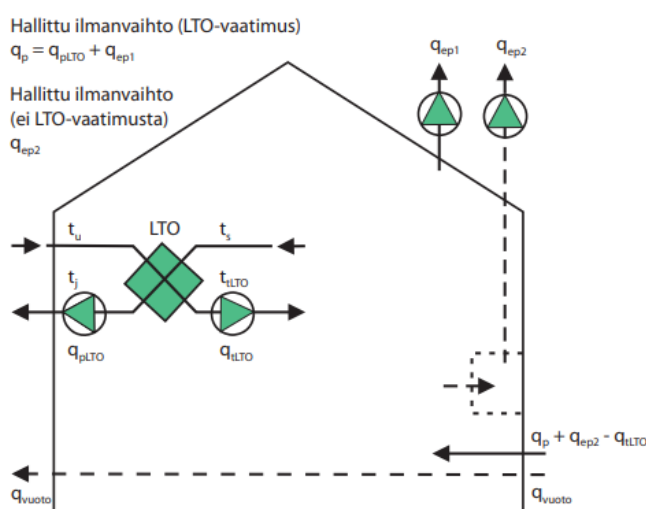 Hallittu ilmanvaihto (LTO-vaatimus)
qp = qpLTO + qep1
Hallittu ilmanvaihto
(ei LTO-vaatimusta)
qep2
qep1 qep2
tu LTO ts
tj ttLTO
qpLTO qtLTO
qp + qep2 - qtLTO
qvuoto qvuoto